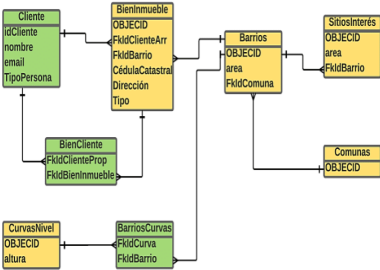 Cliente
idCliente
nombre
email
TipoPersona
BienInmueble
OBJECID
FkIdClienteArr
FkIdBarrio
CédulaCatastral
Dirección
Tipo
Barrios
OBJECID
area
FkIdComuna
SitiosInterés
OBJECID
area
FkIdBarrio
BienCliente
FkIdClienteProp
FkIdBienInmueble
Comunas
OBJECID
CurvasNivel
OBJECID
altura
BarriosCurvas
FkIdCurva
FkIdBarrio